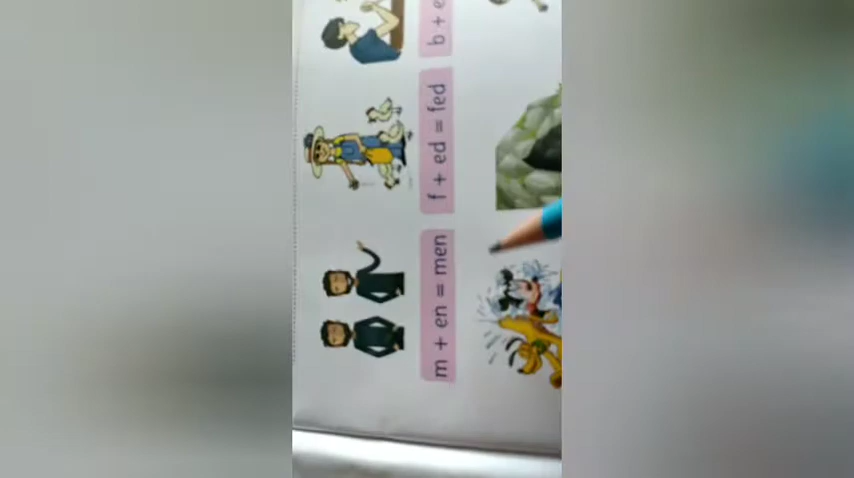 m + en = men
f + ed = fed
b + e